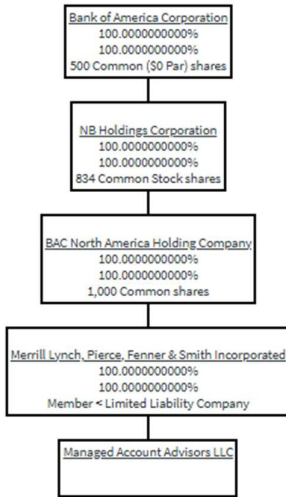 Bank of America Corporation
100.0000000000%
100.0000000000%
500 Common ($0 Par) shares
NB Holdings Corporation
100.0000000000%
100.0000000000%
834 Common Stock shares
BAC North America Holding Company
100.0000000000%
100.0000000000%
1,000 Common shares
Merrill Lynch, Pierce, Fenner & Smith Incorporated
100.0000000000%
100.0000000000%
Member < Limited Liability Company
Managed Account Advisors LLC